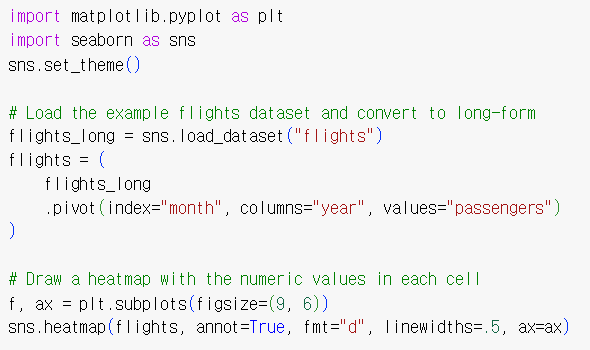 import matplotlib.pyplot as plt
import seaborn as sns
sns.set_theme()

# Load the example flights dataset and convert to long-form
flights_long = sns.load_dataset("flights")
flights = (
    flights_long
    .pivot(index="month", columns="year", values="passengers")
)

# Draw a heatmap with the numeric values in each cell
f, ax = plt.subplots(figsize=(9, 6))
sns.heatmap(flights, annot=True, fmt="d", linewidths=.5, ax=ax)